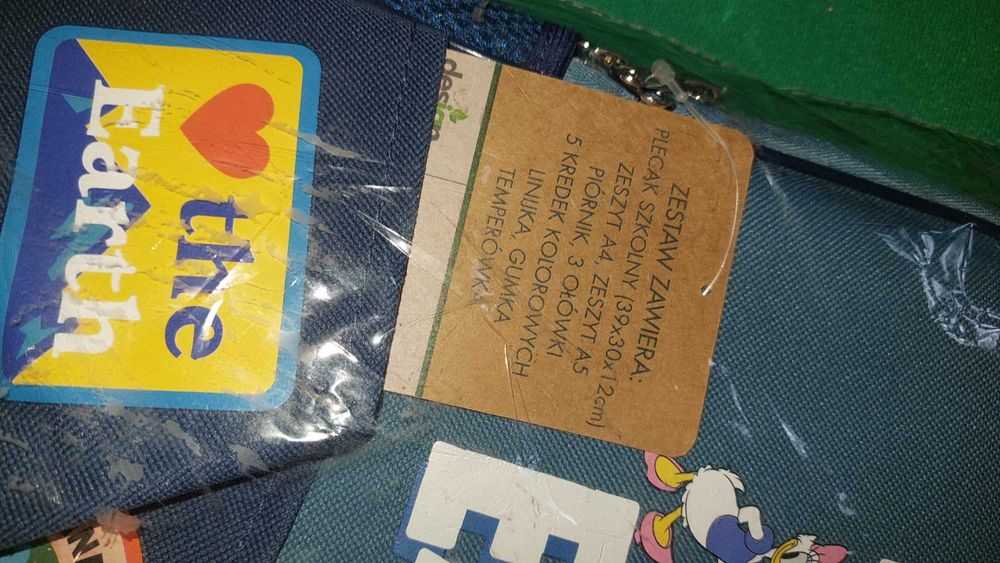 the
Earth
design
ZESTAW ZAWIERA:
PLECAK SZKOLNY (39x30x12cm)
ZESZYT A4, ZESZYT A5
PIÓRNIK, 3 OŁÓWKI
5 KREDEK KOLOROWYCH
LINIJKA, GUMKA
TEMPERÓWKA